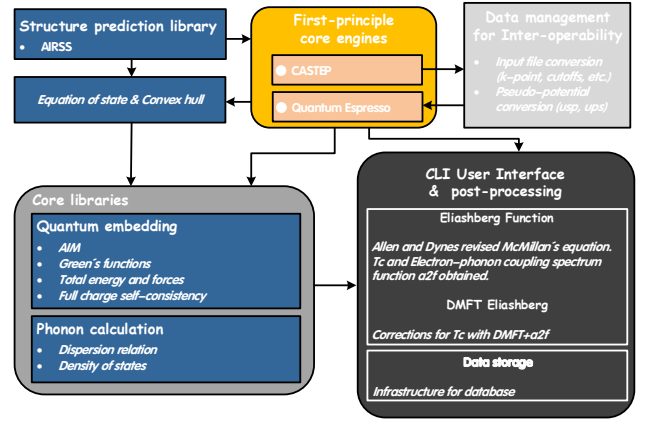 Structure prediction library
• AIRSS
First-principle
core engines
CASTEP
Quantum Espresso
Data management
for Inter-operability
• Input file conversion
(k-point, cutoffs, etc.)
• Pseudo-potential
conversion (usp, ups)
Equation of state & Convex hull
Core libraries
Quantum embedding
• AIM
• Green´s functions
• Total energy and forces
• Full charge self-consistency
Phonon calculation
• Dispersion relation
• Density of states
CLI User Interface
& post-processing
Eliashberg Function
Allen and Dynes revised McMillan´s equation.
Tc and Electron-phonon coupling spectrum
function a2f obtained.
DMFT Eliashberg
Corrections for Tc with DMFT+a2f
Data storage
Infrastructure for database